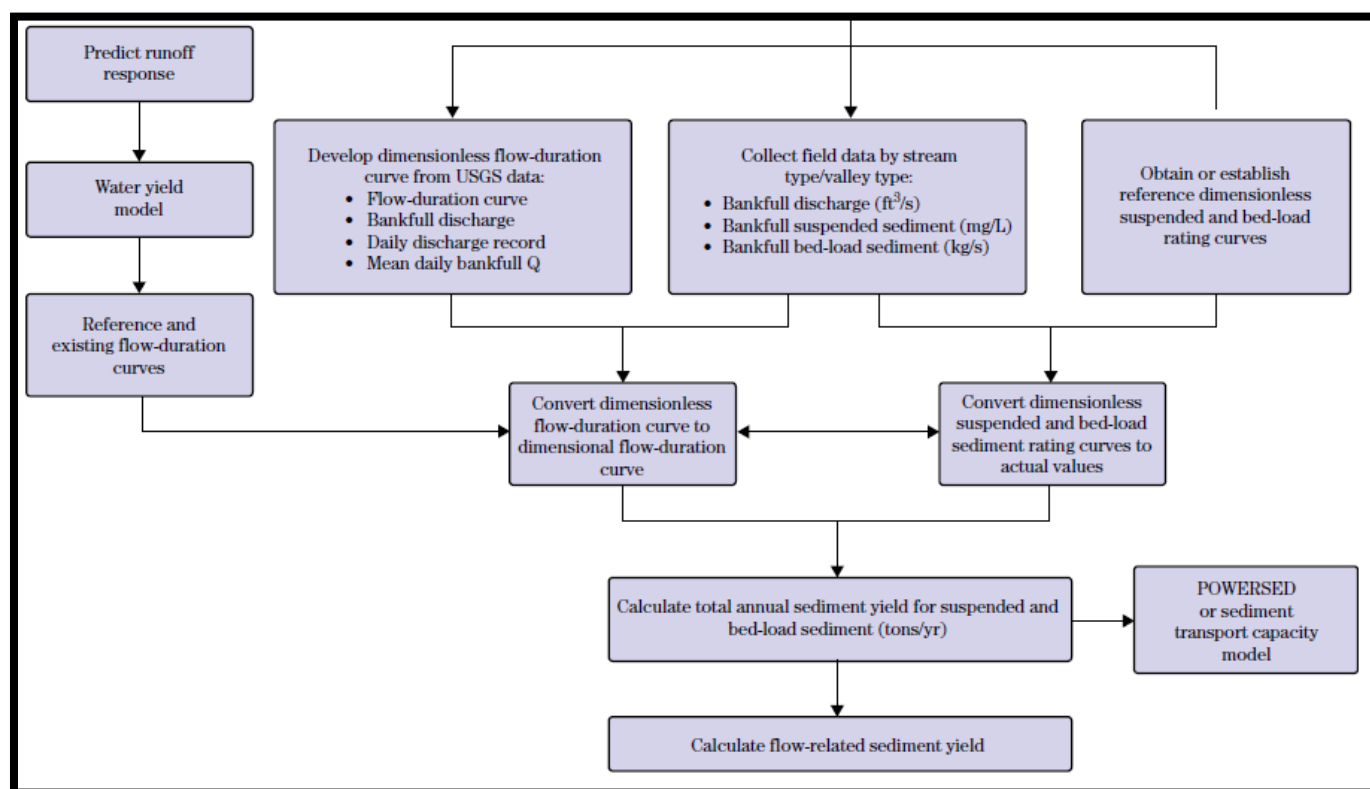 Predict runoff
response
Water yield
model
Reference and
existing flow-duration
curves
Develop dimensionless flow-duration
curve from USGS data:
• Flow-duration curve
• Bankfull discharge
• Daily discharge record
• Mean daily bankfull Q
Collect field data by stream
type/valley type:
• Bankfull discharge (ft³/s)
• Bankfull suspended sediment (mg/L)
• Bankfull bed-load sediment (kg/s)
Obtain or establish
reference dimensionless
suspended and bed-load
rating curves
Convert dimensionless
flow-duration curve to
dimensional flow-duration
curve
Convert dimensionless
suspended and bed-load
sediment rating curves to
actual values
Calculate total annual sediment yield for suspended and
bed-load sediment (tons/yr)
POWERSED
or sediment
transport capacity
model
Calculate flow-related sediment yield